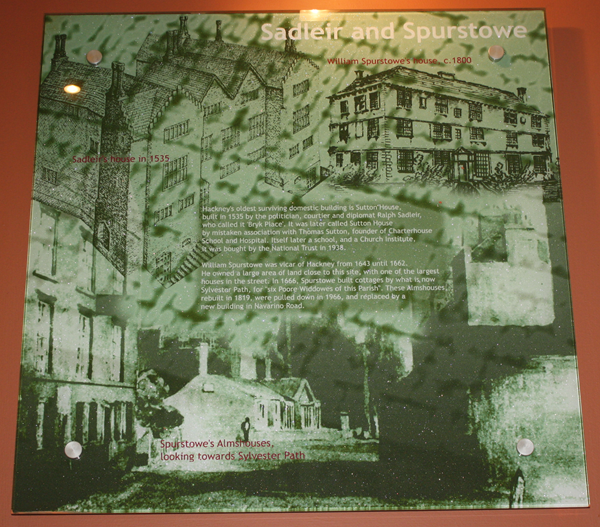 Sadleir and Spurstowe
William Spurstowe's house, c.1800
Sadleir's house in 1535
Hackney's oldest surviving domestic building is Sutton House,
built in 1535 by the politician, courtier and diplomat Ralph Sadleir,
who called it 'Bryk Place'. It was later called Sutton House
by mistaken association with Thomas Sutton, founder of Charterhouse
School and Hospital. Itself later a school, and a Church Institute,
it was bought by the National Trust in 1938.
William Spurstowe was vicar of Hackney from 1643 until 1662.
He owned a large area of land close to this site, with one of the largest
houses in the street. In 1666, Spurstowe built cottages by what is now
Sylvester Path, for "six Poore Widdowes of this Parish". These Almshouses,
rebuilt in 1819, were pulled down in 1966, and replaced by a
new building in Navarino Road.
Spurstowe's Almshouses,
looking towards Sylvester Path